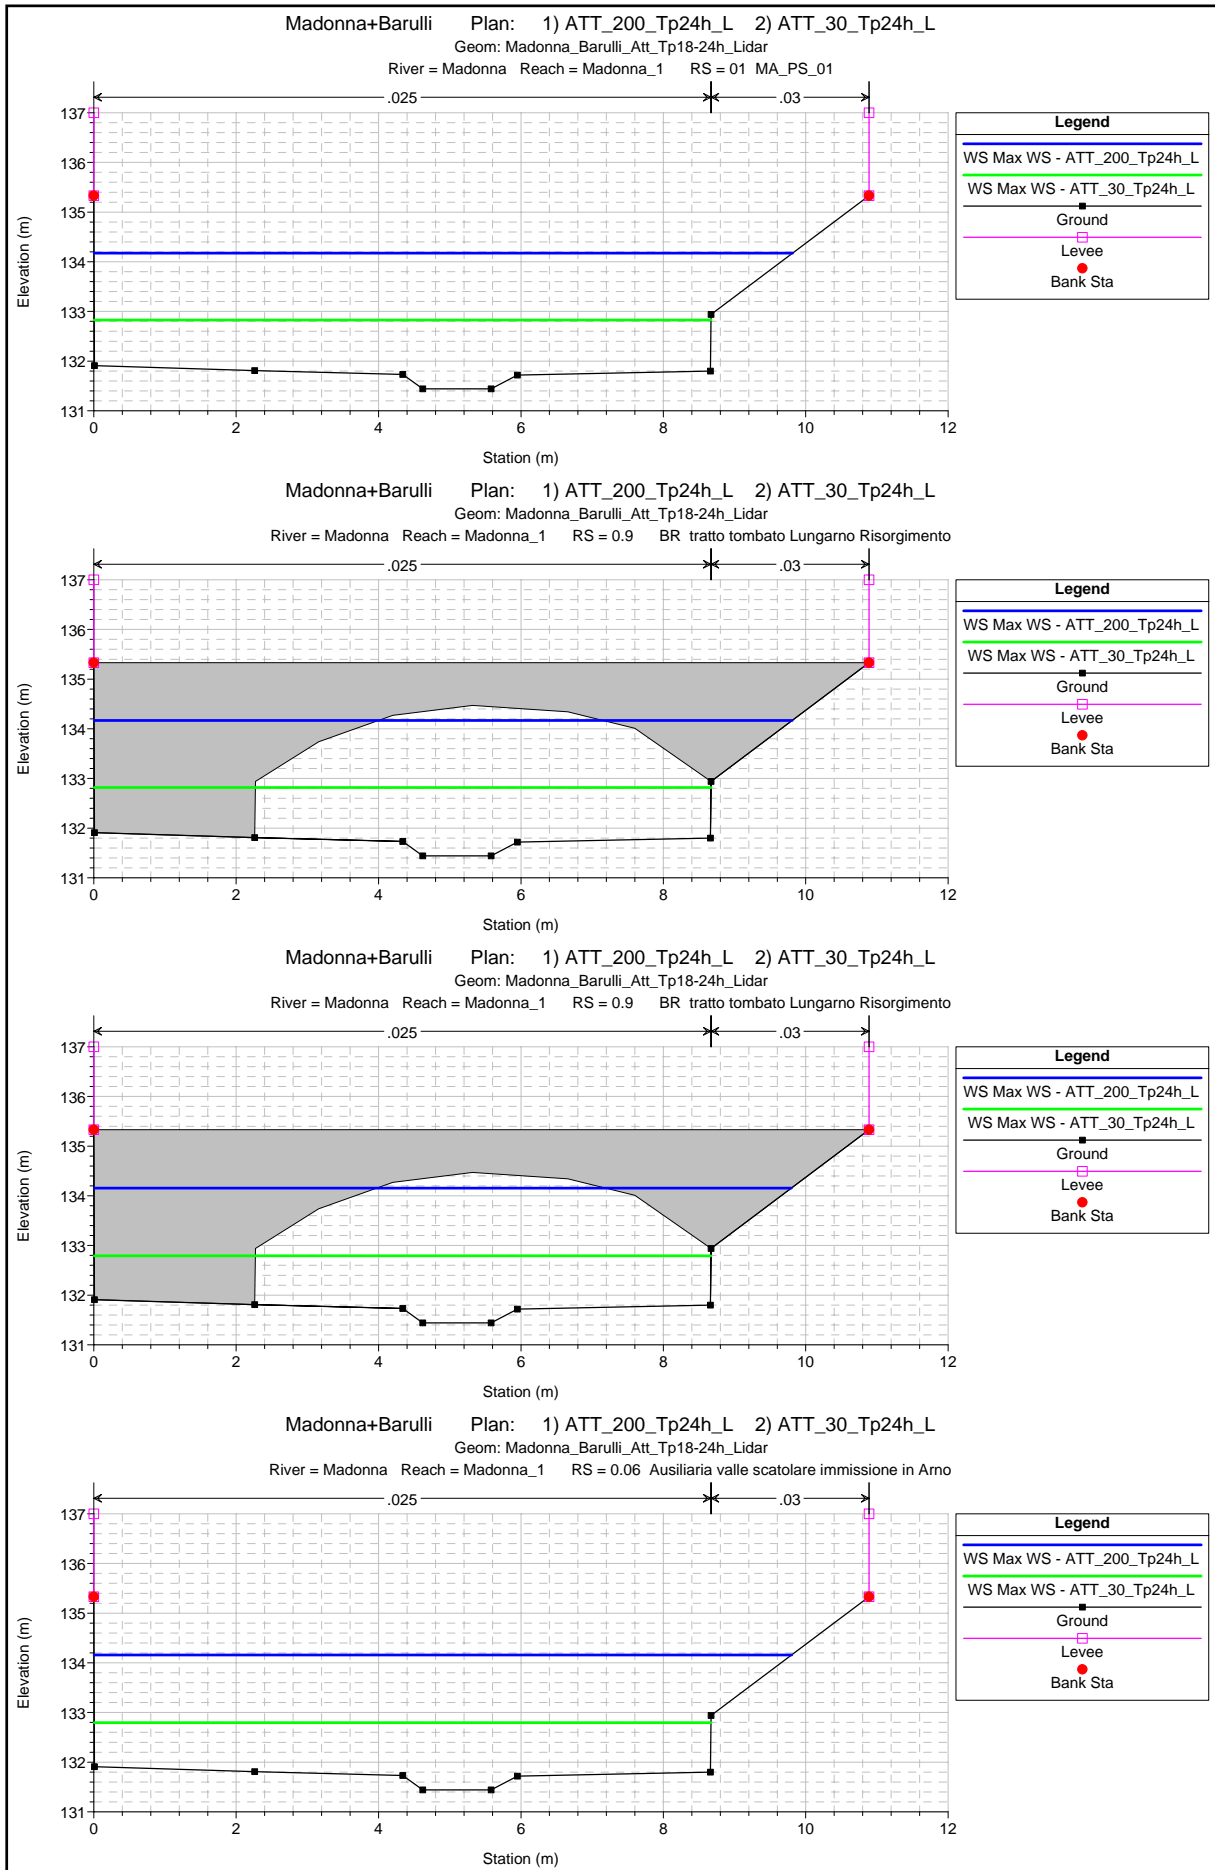 Madonna+Barulli Plan: 1) ATT_200_Tp24h_L 2) ATT_30_Tp24h_L
Geom: Madonna_Barulli_Att_Tp18-24h_Lidar
River = Madonna Reach = Madonna_1 RS = 01 MA_PS_01
.025 .03
137
136
135
134
133
132
131
Elevation (m)
0 2 4 6 8 10 12
Station (m)
Legend
WS Max WS - ATT_200_Tp24h_L
WS Max WS - ATT_30_Tp24h_L
Ground
Levee
Bank Sta
Madonna+Barulli Plan: 1) ATT_200_Tp24h_L 2) ATT_30_Tp24h_L
Geom: Madonna_Barulli_Att_Tp18-24h_Lidar
River = Madonna Reach = Madonna_1 RS = 0.9 BR tratto tombato Lungarno Risorgimento
.025 .03
137
136
135
134
133
132
131
Elevation (m)
0 2 4 6 8 10 12
Station (m)
Legend
WS Max WS - ATT_200_Tp24h_L
WS Max WS - ATT_30_Tp24h_L
Ground
Levee
Bank Sta
Madonna+Barulli Plan: 1) ATT_200_Tp24h_L 2) ATT_30_Tp24h_L
Geom: Madonna_Barulli_Att_Tp18-24h_Lidar
River = Madonna Reach = Madonna_1 RS = 0.9 BR tratto tombato Lungarno Risorgimento
.025 .03
137
136
135
134
133
132
131
Elevation (m)
0 2 4 6 8 10 12
Station (m)
Legend
WS Max WS - ATT_200_Tp24h_L
WS Max WS - ATT_30_Tp24h_L
Ground
Levee
Bank Sta
Madonna+Barulli Plan: 1) ATT_200_Tp24h_L 2) ATT_30_Tp24h_L
Geom: Madonna_Barulli_Att_Tp18-24h_Lidar
River = Madonna Reach = Madonna_1 RS = 0.06 Ausiliaria valle scatolare immissione in Arno
.025 .03
137
136
135
134
133
132
131
Elevation (m)
0 2 4 6 8 10 12
Station (m)
Legend
WS Max WS - ATT_200_Tp24h_L
WS Max WS - ATT_30_Tp24h_L
Ground
Levee
Bank Sta